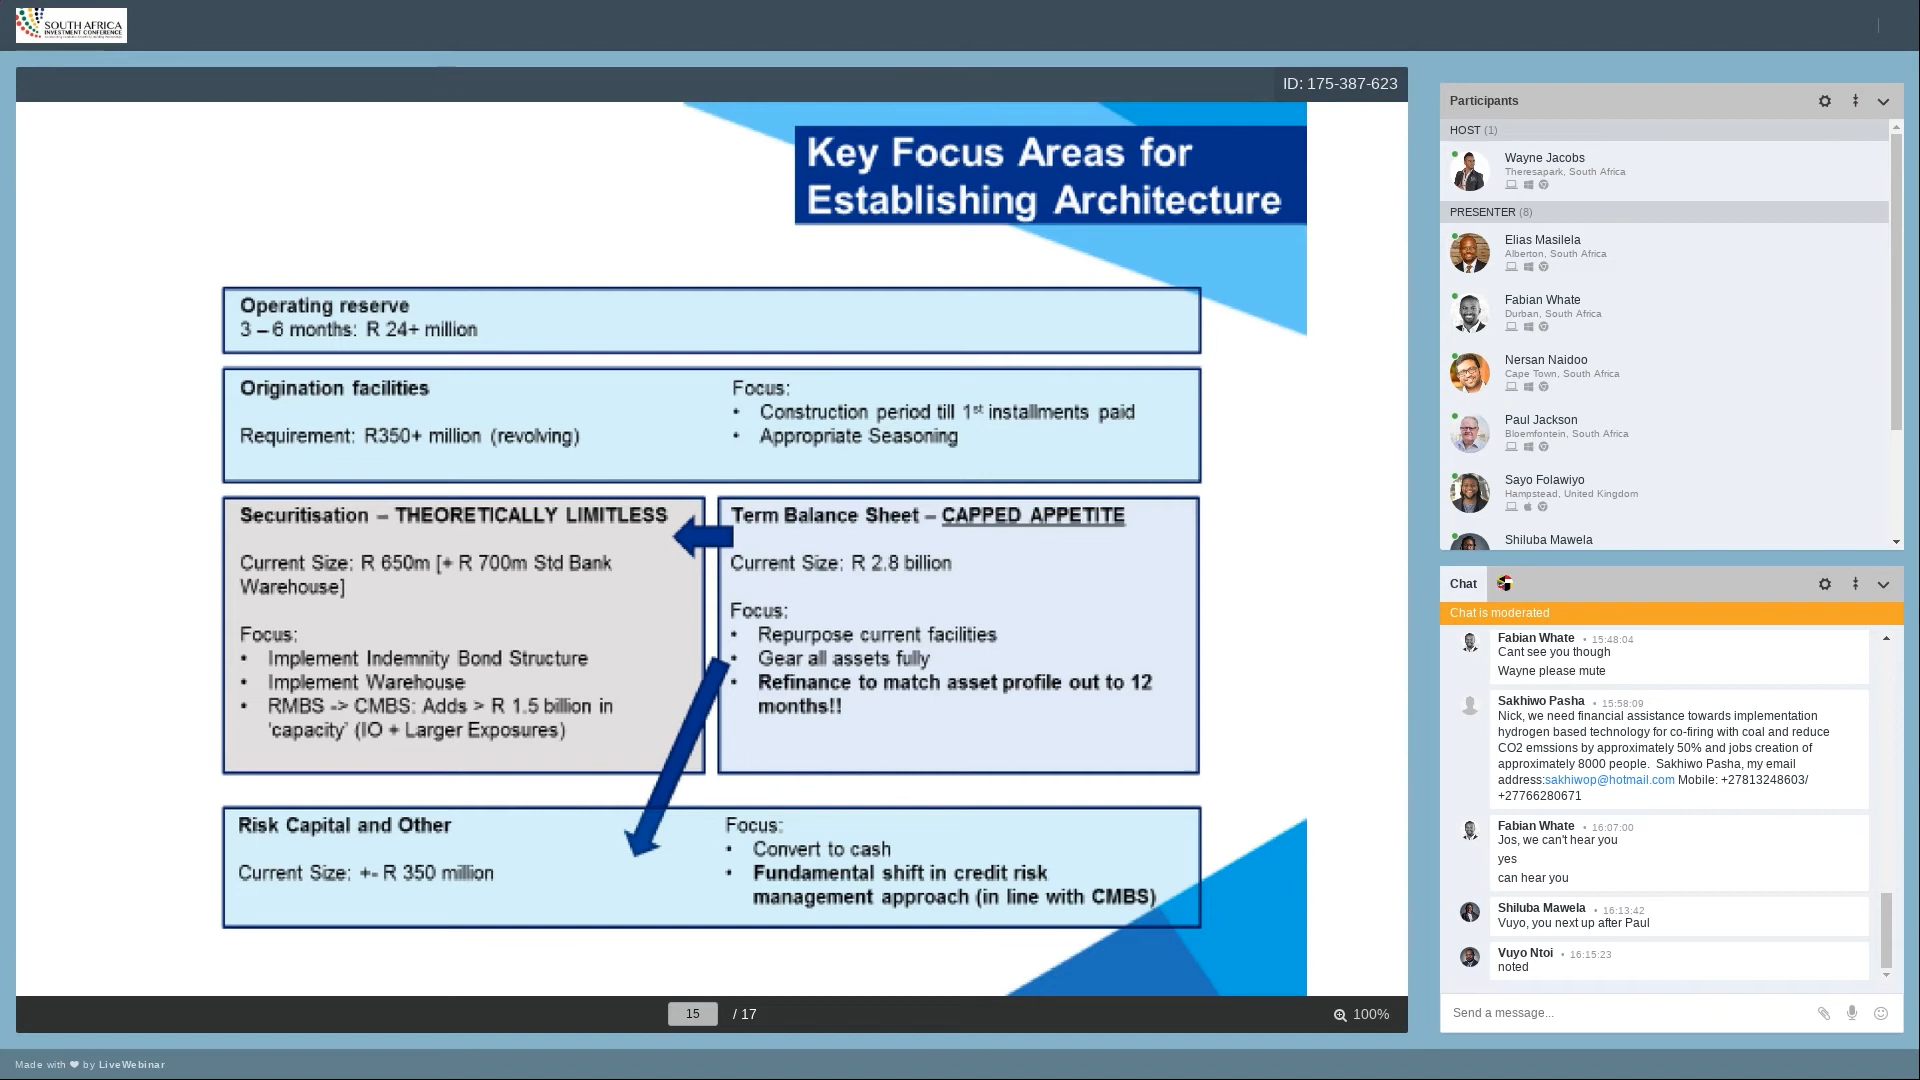 SOUTH AFRICA
INVESTMENT CONFERENCE
ID: 175-387-623
Key Focus Areas for
Establishing Architecture
Operating reserve
3 – 6 months: R 24+ million
Origination facilities
Requirement: R350+ million (revolving)
Focus:
• Construction period till 1st installments paid
• Appropriate Seasoning
Securitisation – THEORETICALLY LIMITLESS
Current Size: R 650m [+ R 700m Std Bank
Warehouse]
Focus:
• Implement Indemnity Bond Structure
• Implement Warehouse
• RMBS -> CMBS: Adds > R 1.5 billion in
'capacity' (IO + Larger Exposures)
Term Balance Sheet – CAPPED APPETITE
Current Size: R 2.8 billion
Focus:
• Repurpose current facilities
• Gear all assets fully
• Refinance to match asset profile out to 12
months!!
Risk Capital and Other
Current Size: +- R 350 million
Focus:
• Convert to cash
• Fundamental shift in credit risk
management approach (in line with CMBS)
15 / 17
100%
Participants
HOST (1)
Wayne Jacobs
Theresapark, South Africa
PRESENTER (8)
Elias Masilela
Alberton, South Africa
Fabian Whate
Durban, South Africa
Nersan Naidoo
Cape Town, South Africa
Paul Jackson
Bloemfontein, South Africa
Sayo Folawiyo
Hampstead, United Kingdom
Shiluba Mawela
Chat
Chat is moderated
Fabian Whate • 15:48:04
Cant see you though
Wayne please mute
Sakhiwo Pasha • 15:58:09
Nick, we need financial assistance towards implementation
hydrogen based technology for co-firing with coal and reduce
CO2 emssions by approximately 50% and jobs creation of
approximately 8000 people. Sakhiwo Pasha, my email
address:sakhiwop@hotmail.com Mobile: +27813248603/
+27766280671
Fabian Whate • 16:07:00
Jos, we can't hear you
yes
can hear you
Shiluba Mawela • 16:13:42
Vuyo, you next up after Paul
Vuyo Ntoi • 16:15:23
noted
Send a message...
Made with ❤ by LiveWebinar